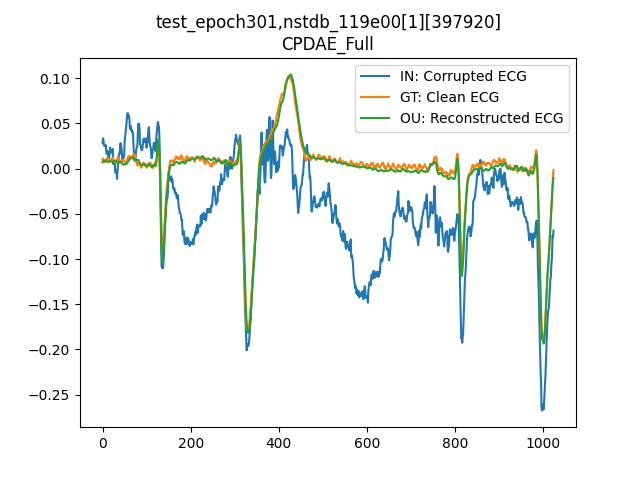 test_epoch301,nstdb_119e00[1][397920]
CPDAE_Full
IN: Corrupted ECG
GT: Clean ECG
OU: Reconstructed ECG
0.10
0.05
0.00
−0.05
−0.10
−0.15
−0.20
−0.25
0
200
400
600
800
1000